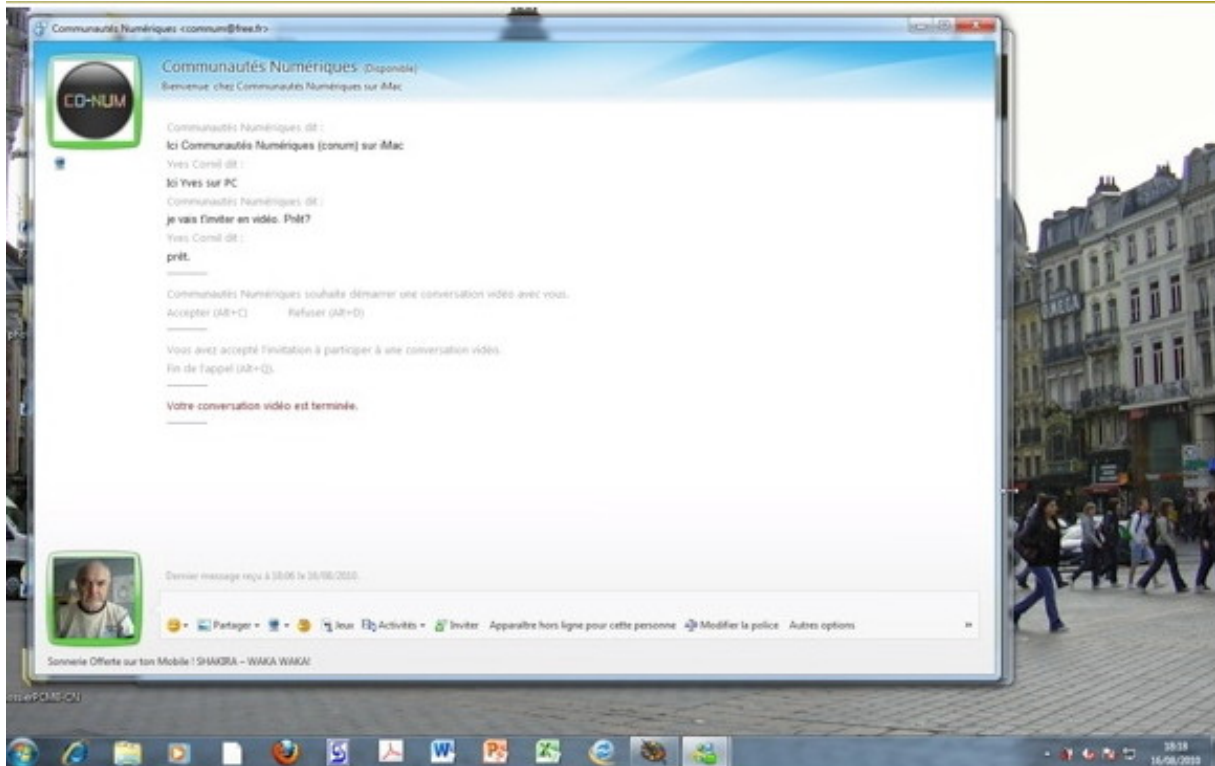 Communautés Numériques <comnum@free.fr>
CO-NUM
Communautés Numériques (Disponible)
Bienvenue chez Communautés Numériques sur iMac
Communautés Numériques dit :
Ici Communautés Numériques (conum) sur iMac
Yves Cornil dit :
Ici Yves sur PC
Communautés Numériques dit :
je vais t'inviter en vidéo. Prêt?
Yves Cornil dit :
prêt.
Communautés Numériques souhaite démarrer une conversation vidéo avec vous.
Accepter (Alt+C) Refuser (Alt+D)
Vous avez accepté l'invitation à participer à une conversation vidéo.
Fin de l'appel (Alt+Q).
Votre conversation vidéo est terminée.
OMEGA
Dernier message reçu à 18:06 le 16/08/2010.
Partager Jeux Activités Inviter Apparaître hors ligne pour cette personne Modifier la police Autres options »
Sonnerie Offerte sur ton Mobile ! SHAKIRA – WAKA WAKA!
18:18
16/08/2010